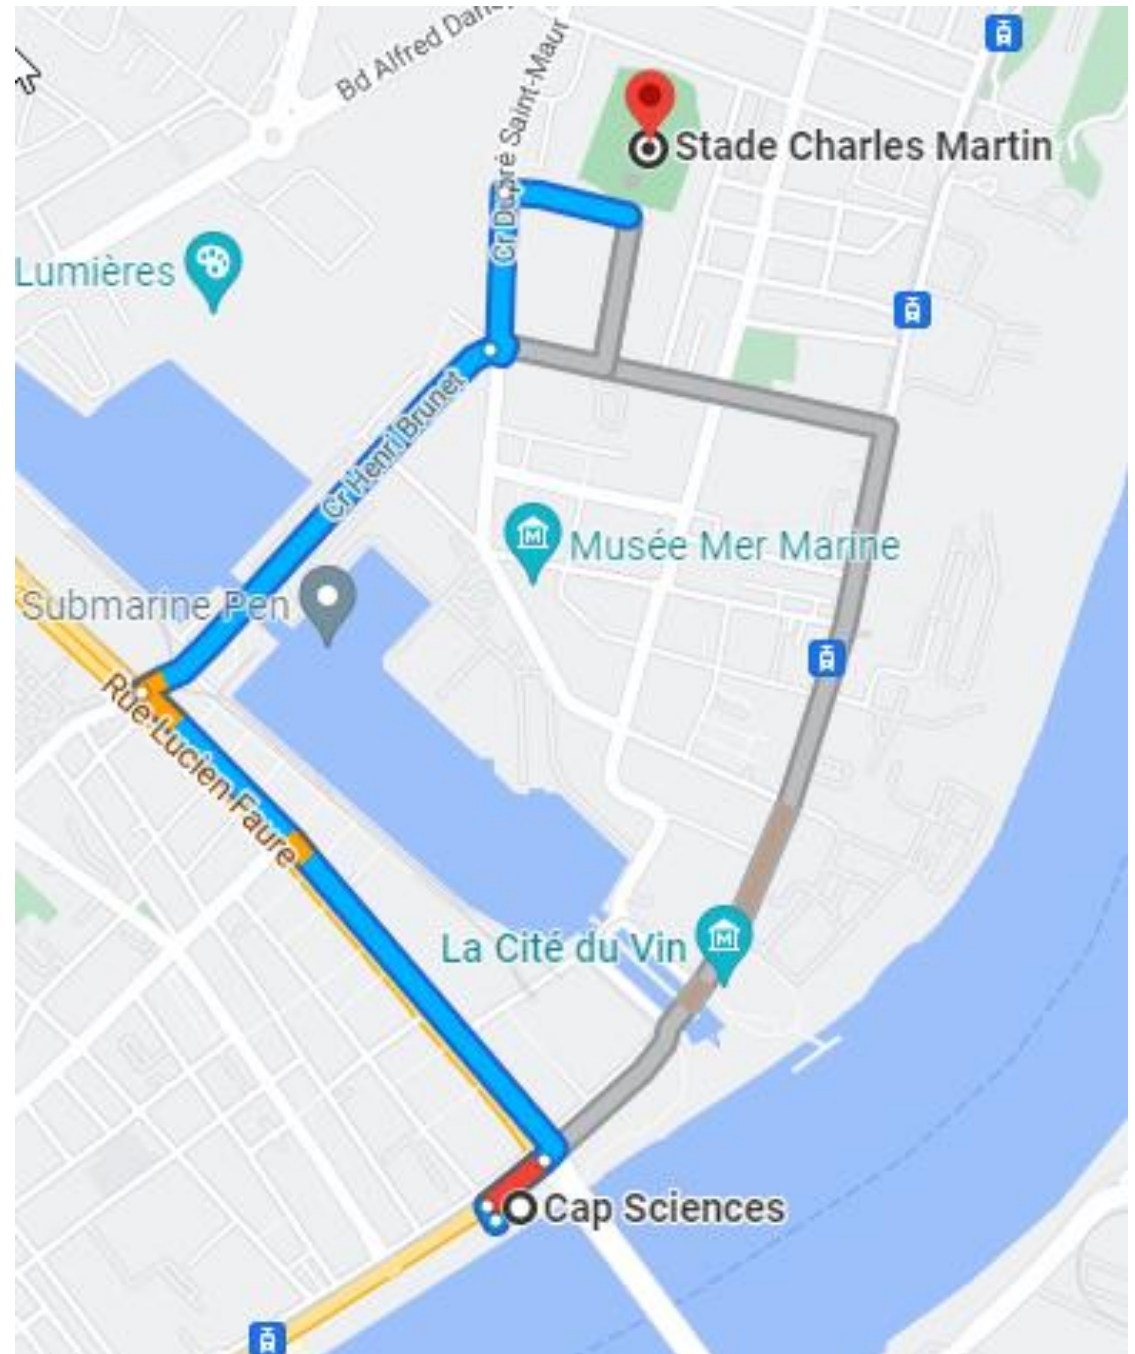 Bd Alfred Dan
Cr Dupré Saint-Maur
Stade Charles Martin
Lumières
Cr Henri Brunet
M Musée Mer Marine
Submarine Pen
Rue Lucien Faure
M
La Cité du Vin
Cap Sciences